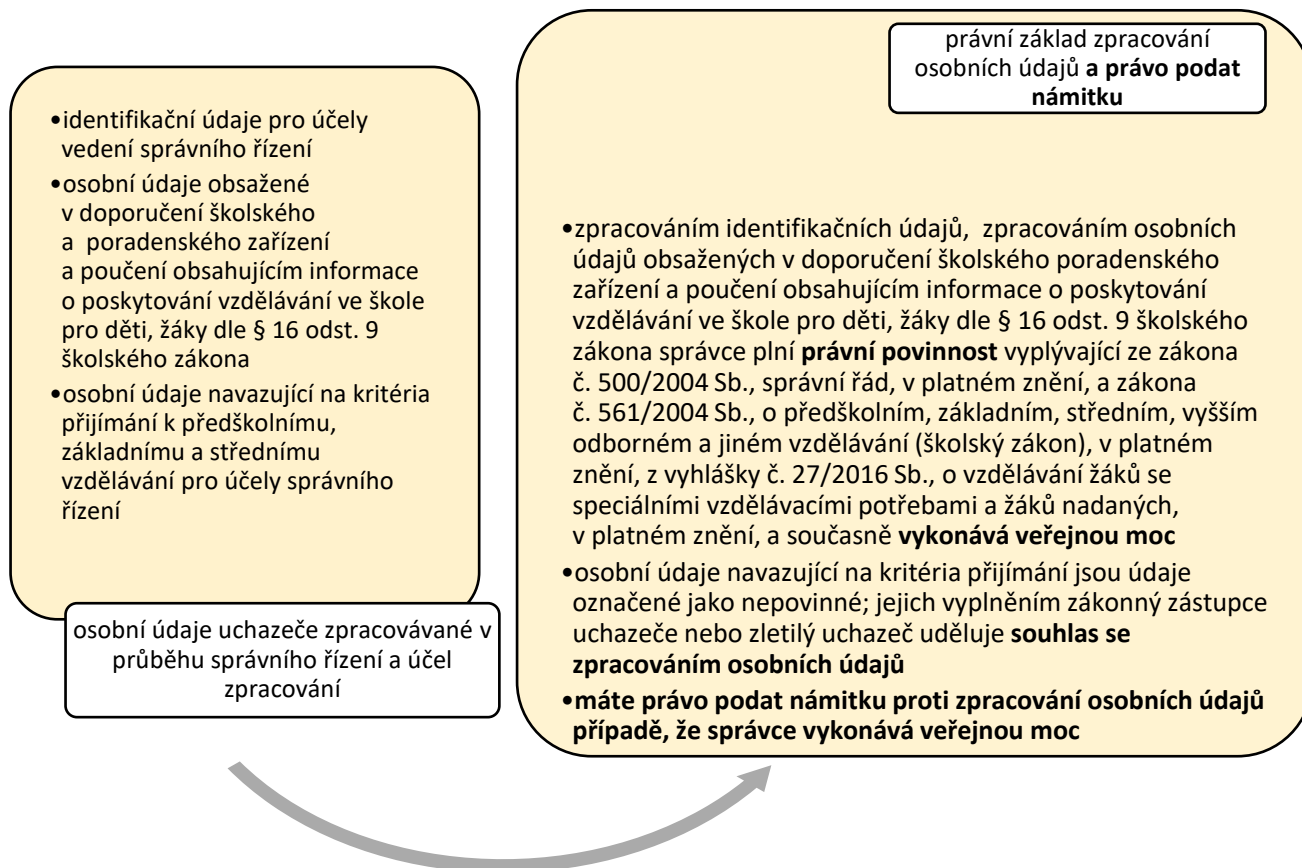 •identifikační údaje pro účely
vedení správního řízení
•osobní údaje obsažené
v doporučení školského
a poradenského zařízení
a poučení obsahujícím informace
o poskytování vzdělávání ve škole
pro děti, žáky dle § 16 odst. 9
školského zákona
•osobní údaje navazující na kritéria
přijímání k předškolnímu,
základnímu a střednímu
vzdělávání pro účely správního
řízení
osobní údaje uchazeče zpracovávané v
průběhu správního řízení a účel
zpracování
právní základ zpracování
osobních údajů a právo podat
námitku
•zpracováním identifikačních údajů, zpracováním osobních
údajů obsažených v doporučení školského poradenského
zařízení a poučení obsahujícím informace o poskytování
vzdělávání ve škole pro děti, žáky dle § 16 odst. 9 školského
zákona správce plní právní povinnost vyplývající ze zákona
č. 500/2004 Sb., správní řád, v platném znění, a zákona
č. 561/2004 Sb., o předškolním, základním, středním, vyšším
odborném a jiném vzdělávání (školský zákon), v platném
znění, z vyhlášky č. 27/2016 Sb., o vzdělávání žáků se
speciálními vzdělávacími potřebami a žáků nadaných,
v platném znění, a současně vykonává veřejnou moc
•osobní údaje navazující na kritéria přijímání jsou údaje
označené jako nepovinné; jejich vyplněním zákonný zástupce
uchazeče nebo zletilý uchazeč uděluje souhlas se
zpracováním osobních údajů
•máte právo podat námitku proti zpracování osobních údajů
případě, že správce vykonává veřejnou moc